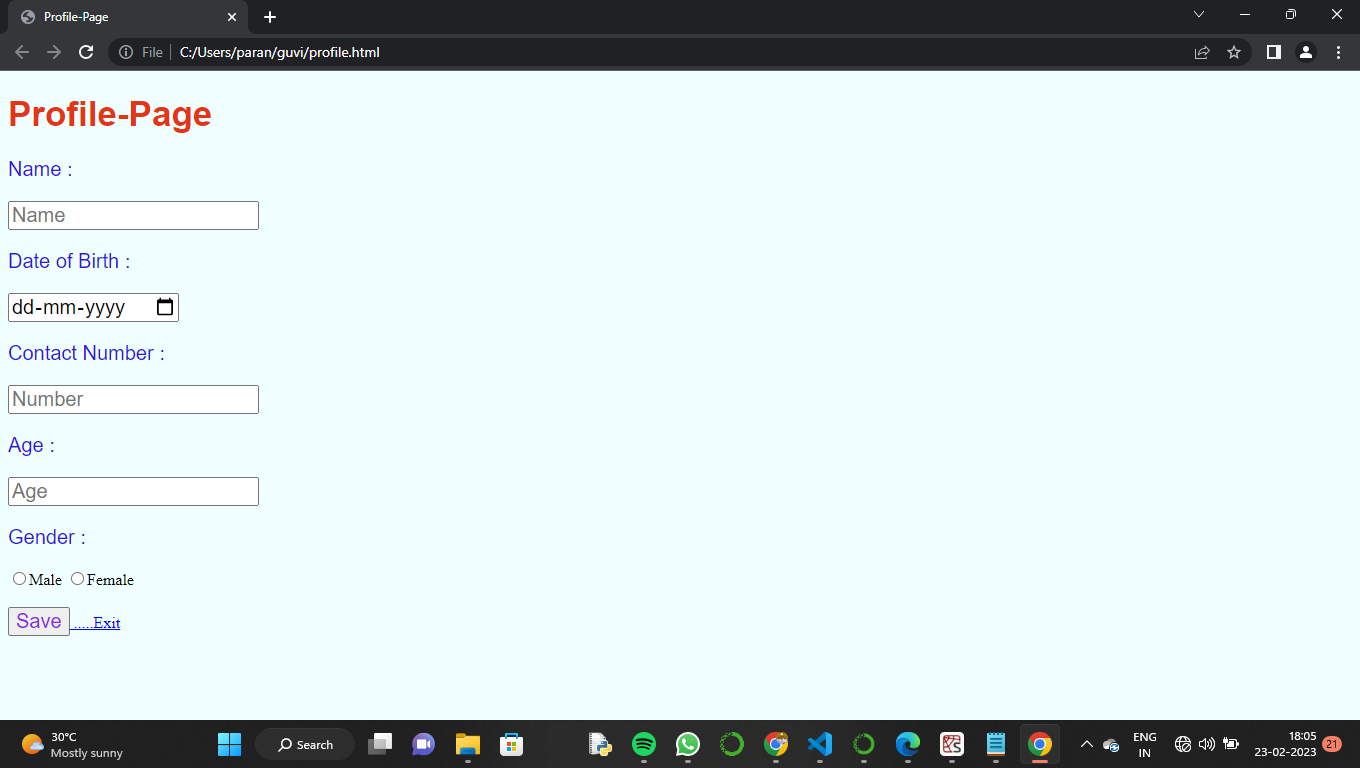 Profile-Page
File C:/Users/paran/guvi/profile.html
Profile-Page
Name :
Name
Date of Birth :
dd-mm-yyyy
Contact Number :
Number
Age :
Age
Gender :
Male Female
Save .....Exit
30°C
Mostly sunny
Search
ENG
IN
18:05
23-02-2023
21